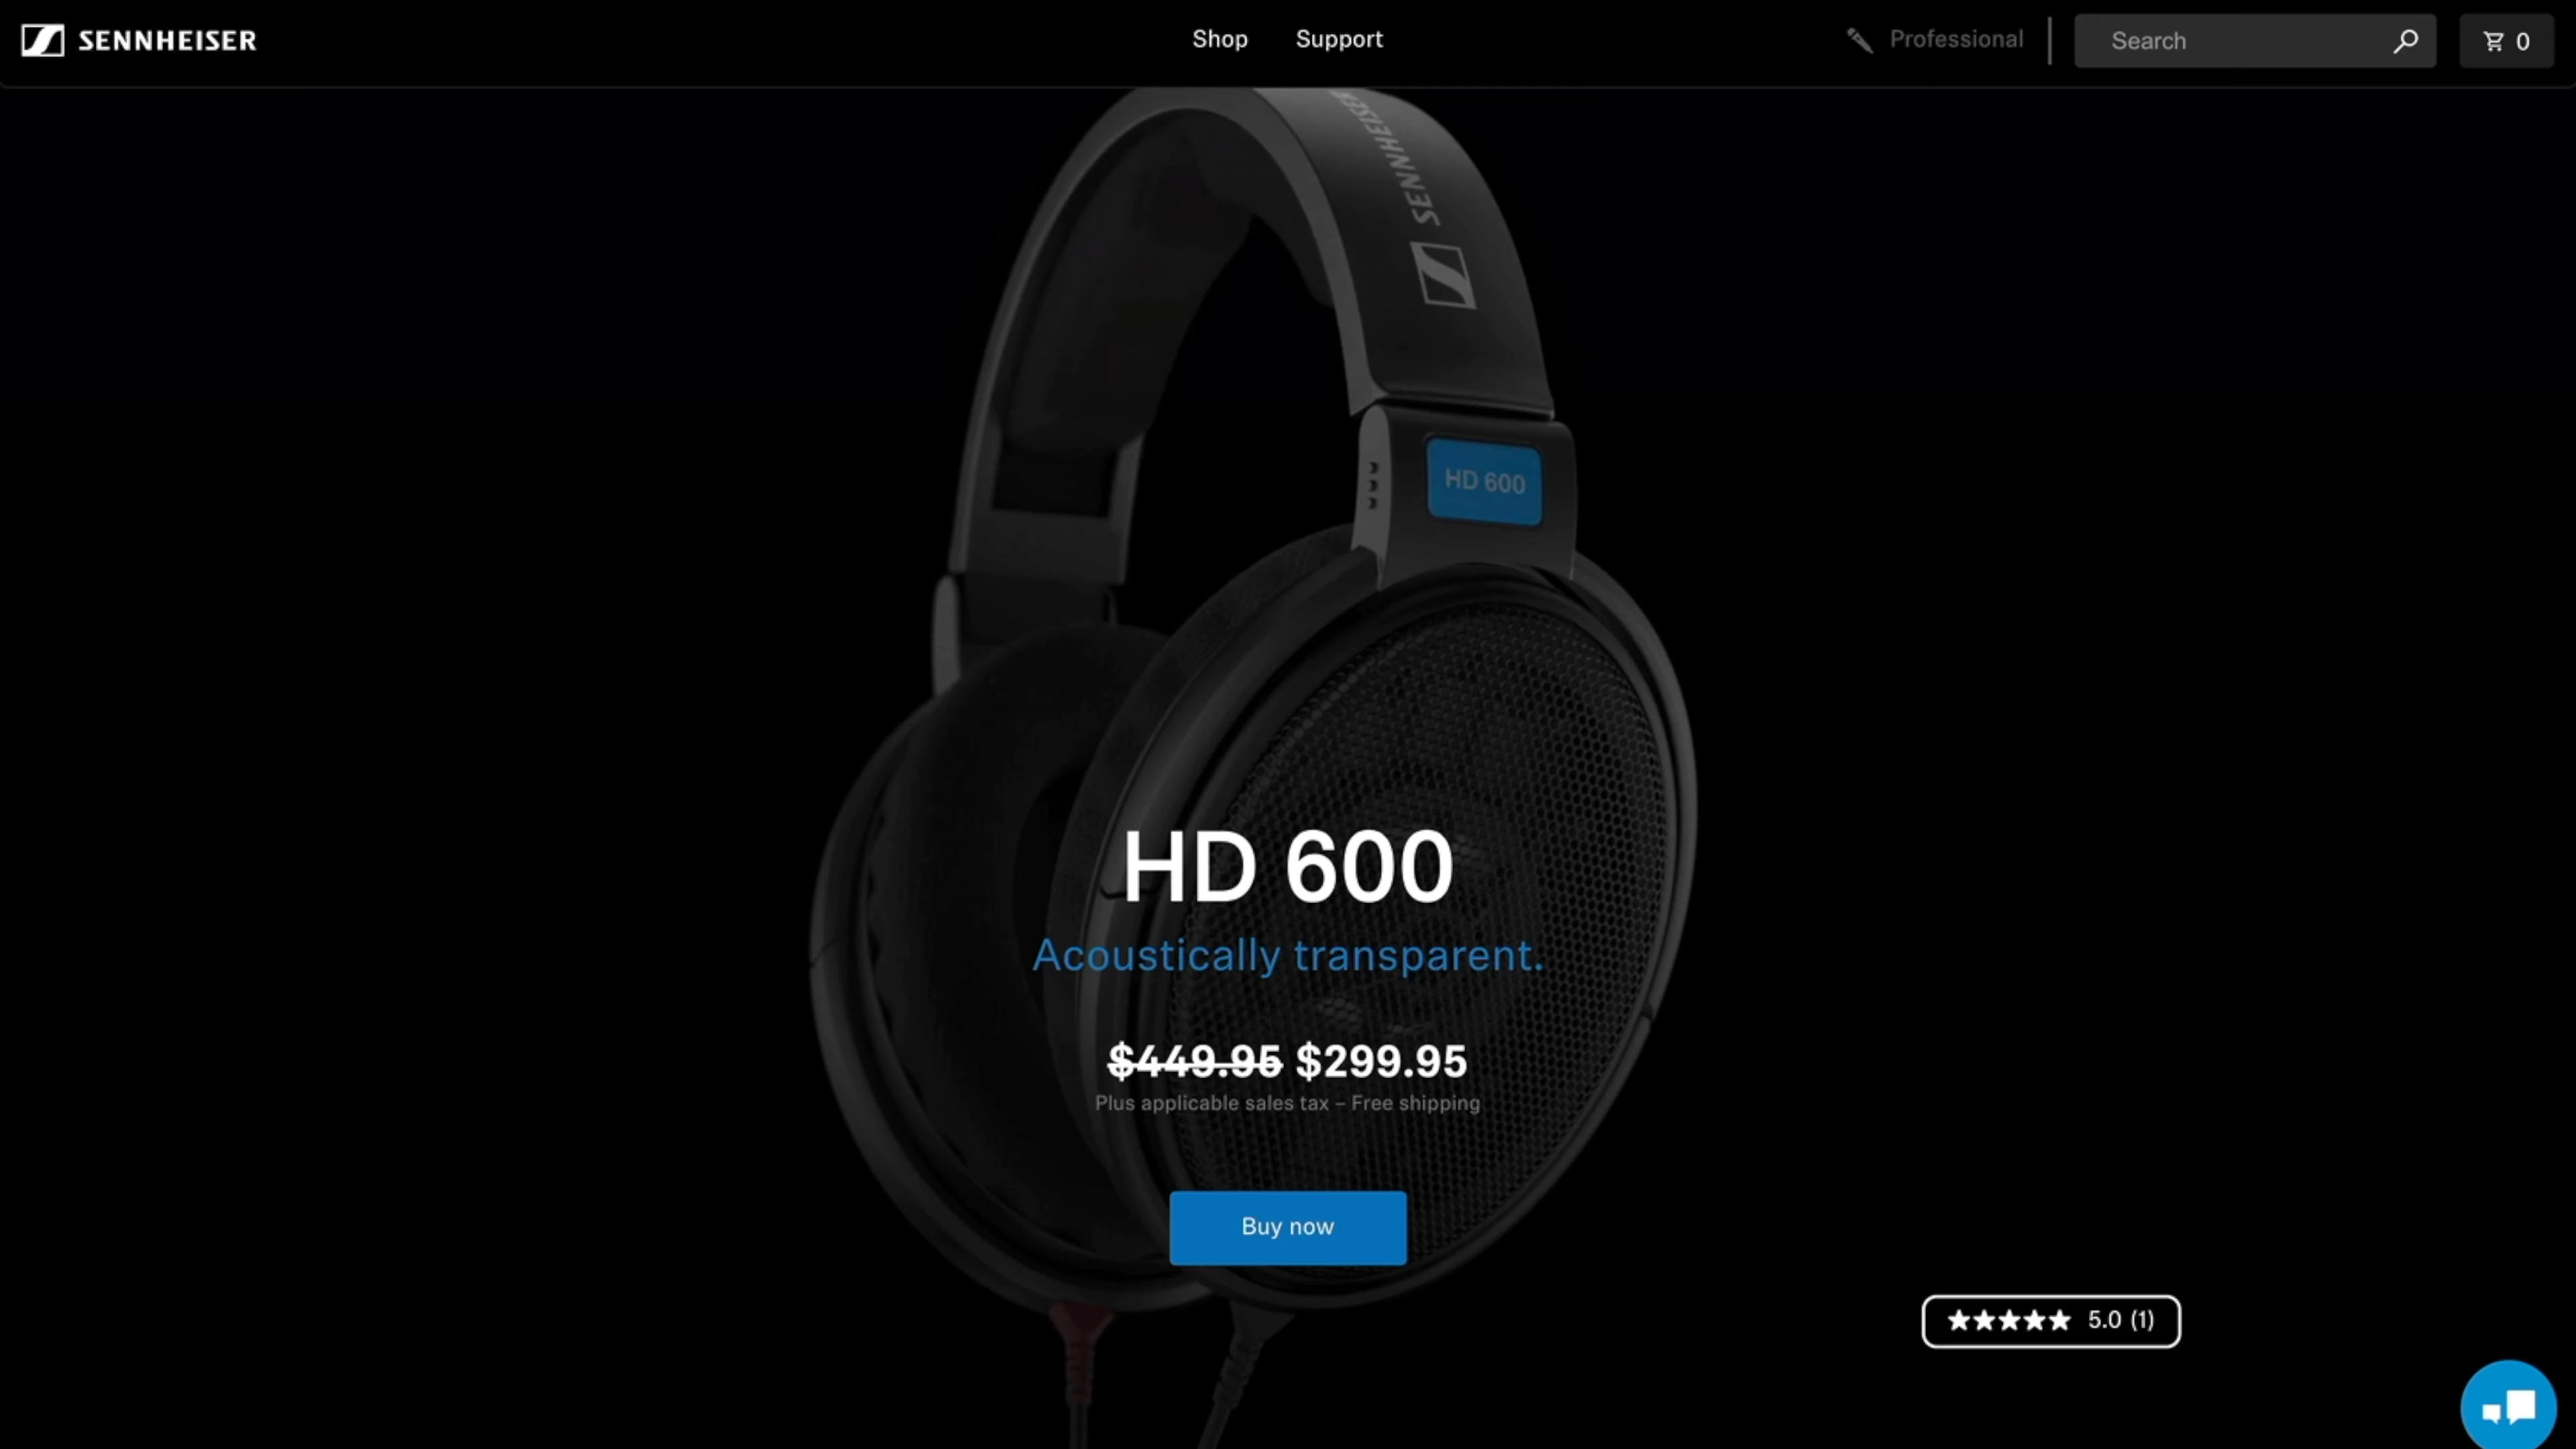 SENNHEISER
Shop
Support
Professional
Search
0
SENNHEISER
HD 600
HD 600
Acoustically transparent.
$449.95 $299.95
Plus applicable sales tax – Free shipping
Buy now
★★★★★ 5.0 (1)